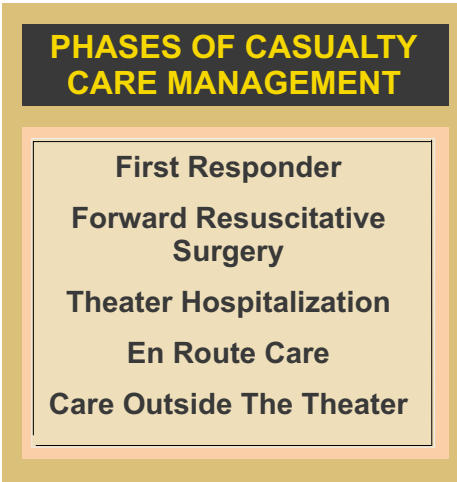 PHASES OF CASUALTY
CARE MANAGEMENT
First Responder
Forward Resuscitative
Surgery
Theater Hospitalization
En Route Care
Care Outside The Theater